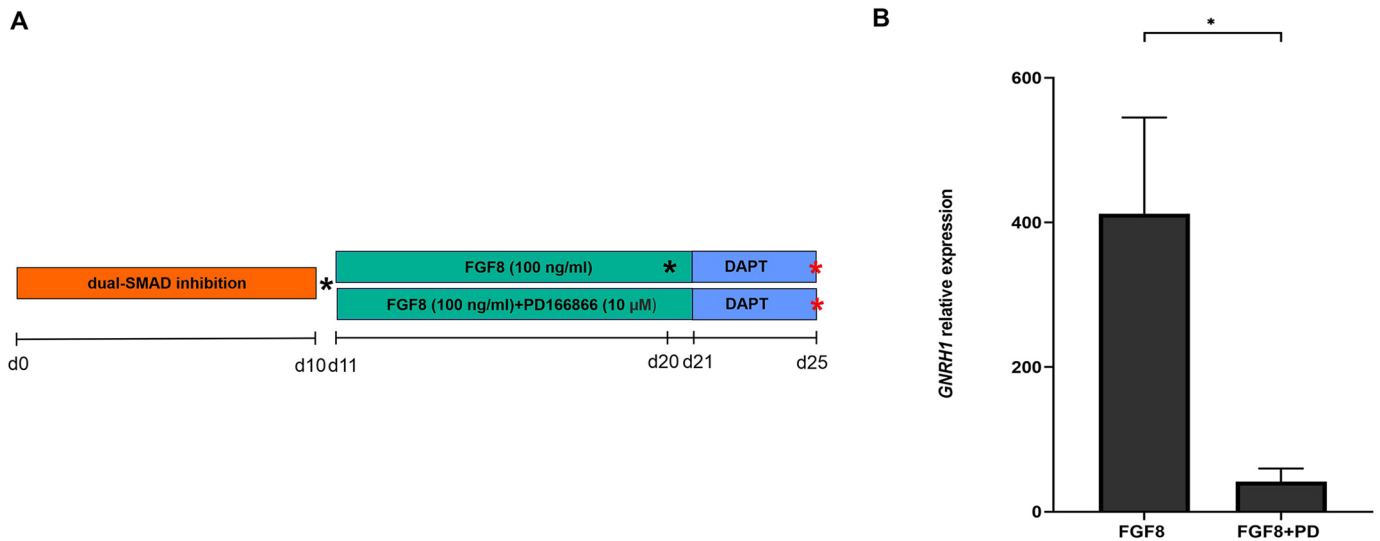 A
dual-SMAD inhibition
*
FGF8 (100 ng/ml)
*
DAPT
*
FGF8 (100 ng/ml)+PD166866 (10 µM)
DAPT
*
d0
d10
d11
d20
d21
d25
B
*
GNRH1 relative expression
600
400
200
0
FGF8
FGF8+PD